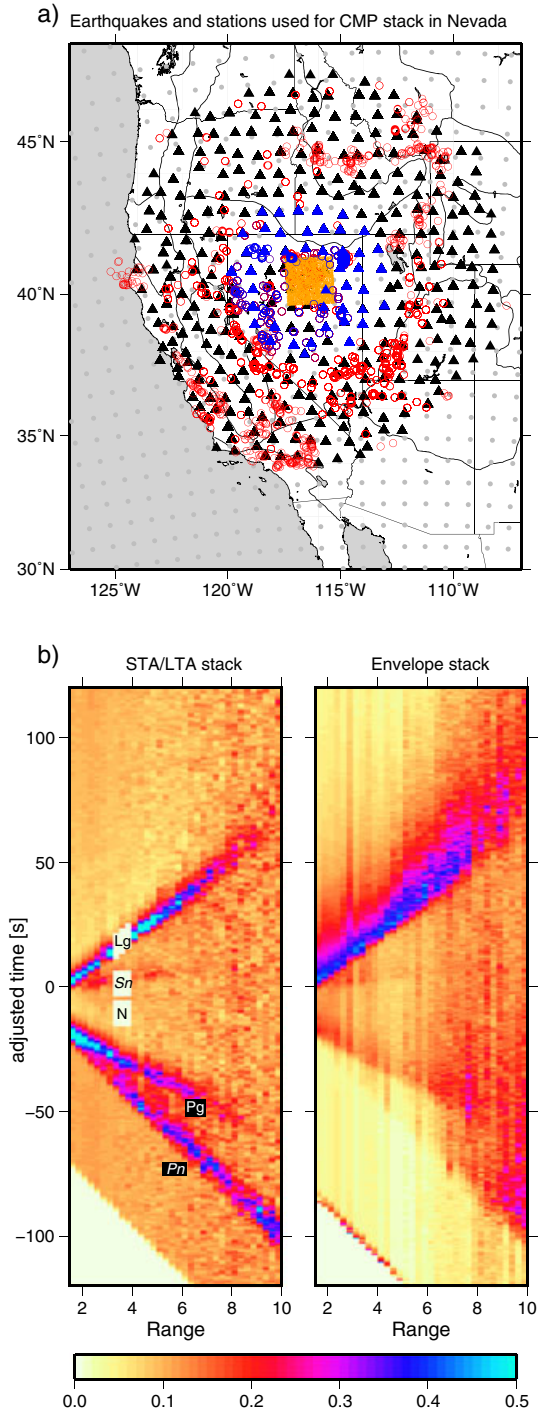 a) Earthquakes and stations used for CMP stack in Nevada
45˚N
40˚N
35˚N
30˚N
125˚W 120˚W 115˚W 110˚W
b) STA/LTA stack Envelope stack
adjusted time [s]
100
50
0
−50
−100
Lg
Sn
N
Pg
Pn
2 4 6 8 10 2 4 6 8 10
Range Range
0.0 0.1 0.2 0.3 0.4 0.5